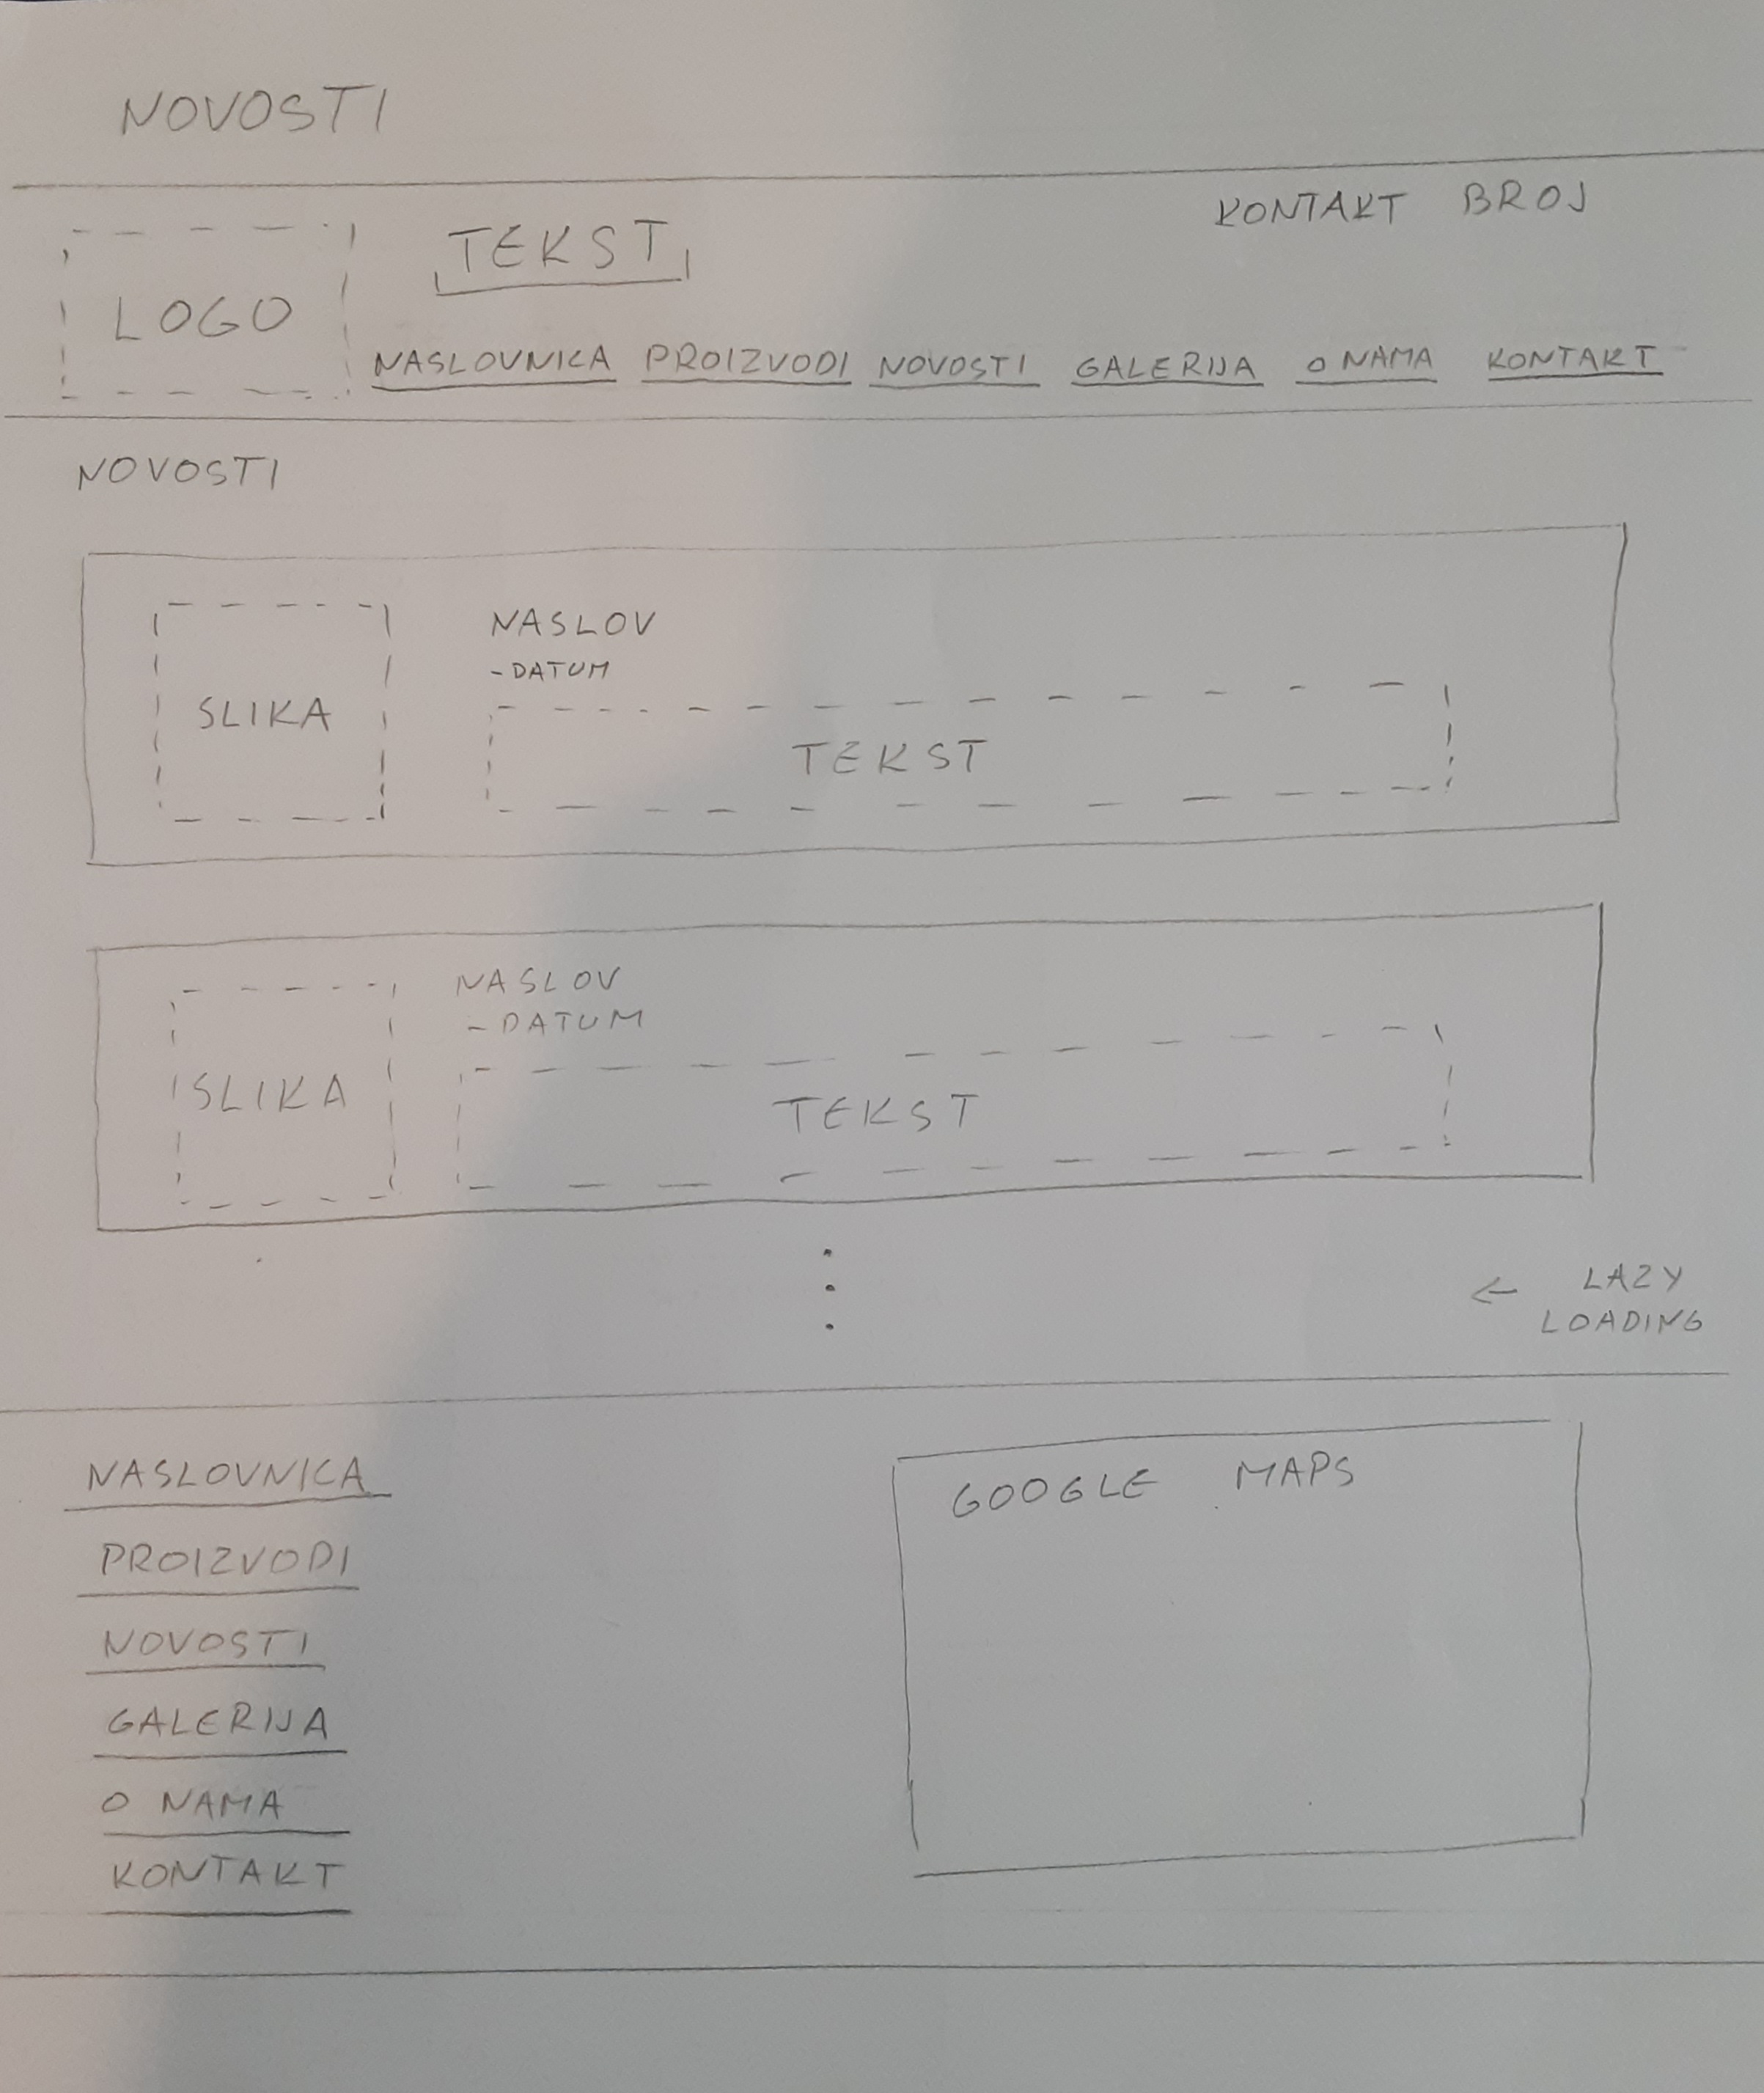 NOVOSTI
KONTAKT BROJ
TEKST
LOGO
NASLOVNICA PROIZVODI NOVOSTI GALERIJA O NAMA KONTAKT
NOVOSTI
NASLOV
-DATUM
SLIKA
TEKST
NASLOV
-DATUM
SLIKA
TEKST
← LAZY
LOADING
NASLOVNICA
PROIZVODI
NOVOSTI
GALERIJA
O NAMA
KONTAKT
GOOGLE MAPS